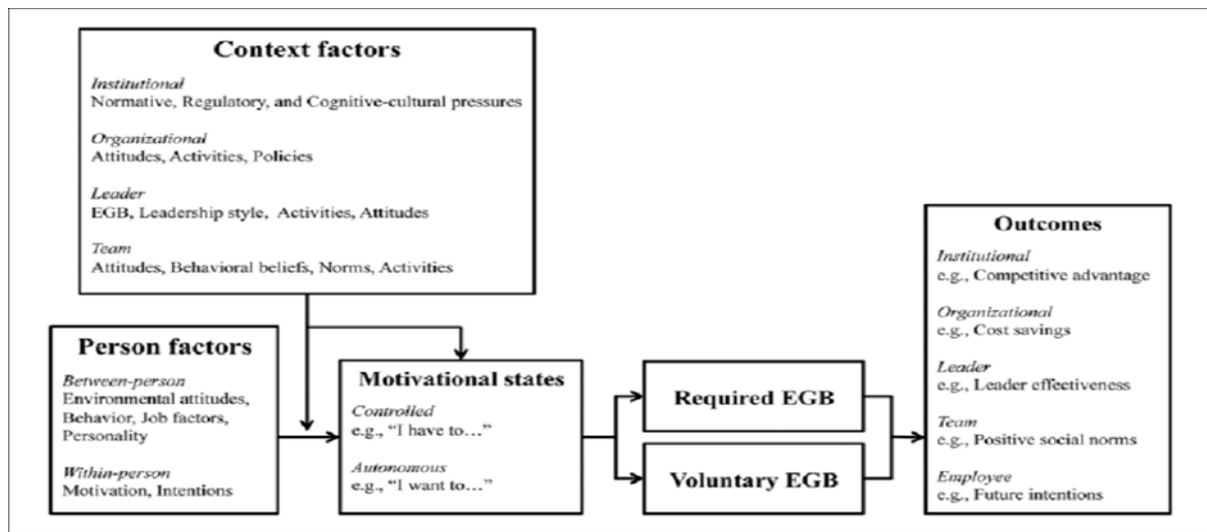 Context factors
Institutional
Normative, Regulatory, and Cognitive-cultural pressures
Organizational
Attitudes, Activities, Policies
Leader
EGB, Leadership style, Activities, Attitudes
Team
Attitudes, Behavioral beliefs, Norms, Activities
Person factors
Between-person
Environmental attitudes,
Behavior, Job factors,
Personality
Within-person
Motivation, Intentions
Motivational states
Controlled
e.g., “I have to…”
Autonomous
e.g., “I want to…”
Required EGB
Voluntary EGB
Outcomes
Institutional
e.g., Competitive advantage
Organizational
e.g., Cost savings
Leader
e.g., Leader effectiveness
Team
e.g., Positive social norms
Employee
e.g., Future intentions